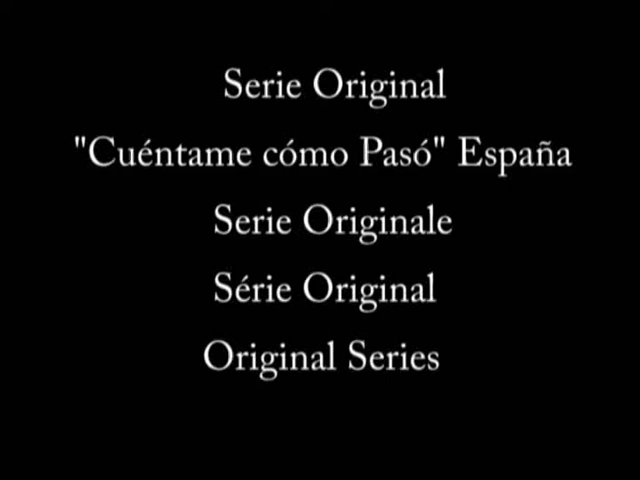 Serie Original
"Cuéntame cómo Pasó" España
Serie Originale
Série Original
Original Series